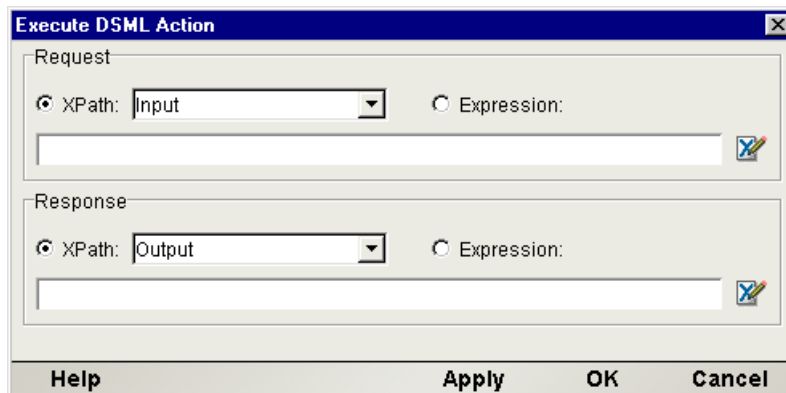 Execute DSML Action
Request
XPath: Input Expression:
Response
XPath: Output Expression:
Help Apply OK Cancel